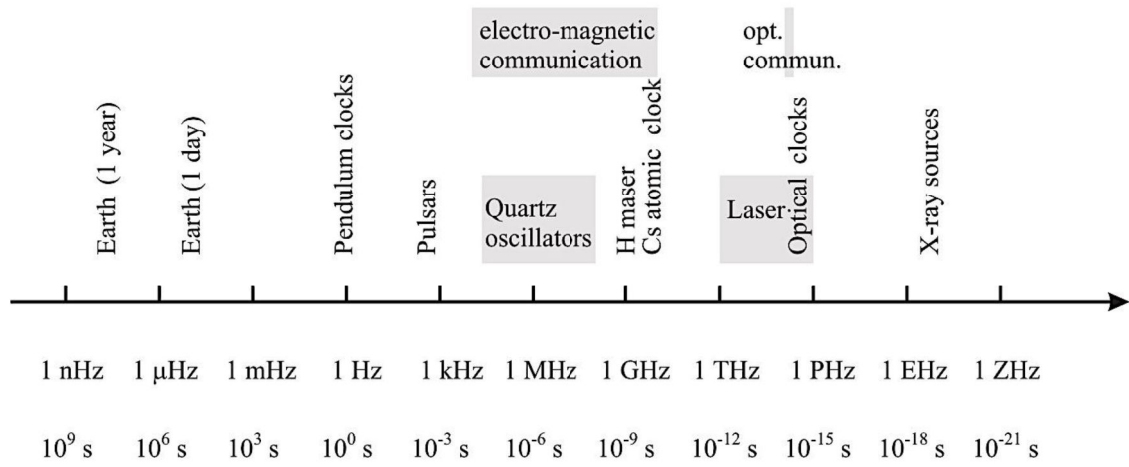 electro-magnetic
communication
opt.
commun.
Earth (1 year)
Earth (1 day)
Pendulum clocks
Pulsars
Quartz
oscillators
H maser
Cs atomic clock
Laser
Optical clocks
X-ray sources
1 nHz 1 μHz 1 mHz 1 Hz 1 kHz 1 MHz 1 GHz 1 THz 1 PHz 1 EHz 1 ZHz
10⁹ s 10⁶ s 10³ s 10⁰ s 10⁻³ s 10⁻⁶ s 10⁻⁹ s 10⁻¹² s 10⁻¹⁵ s 10⁻¹⁸ s 10⁻²¹ s